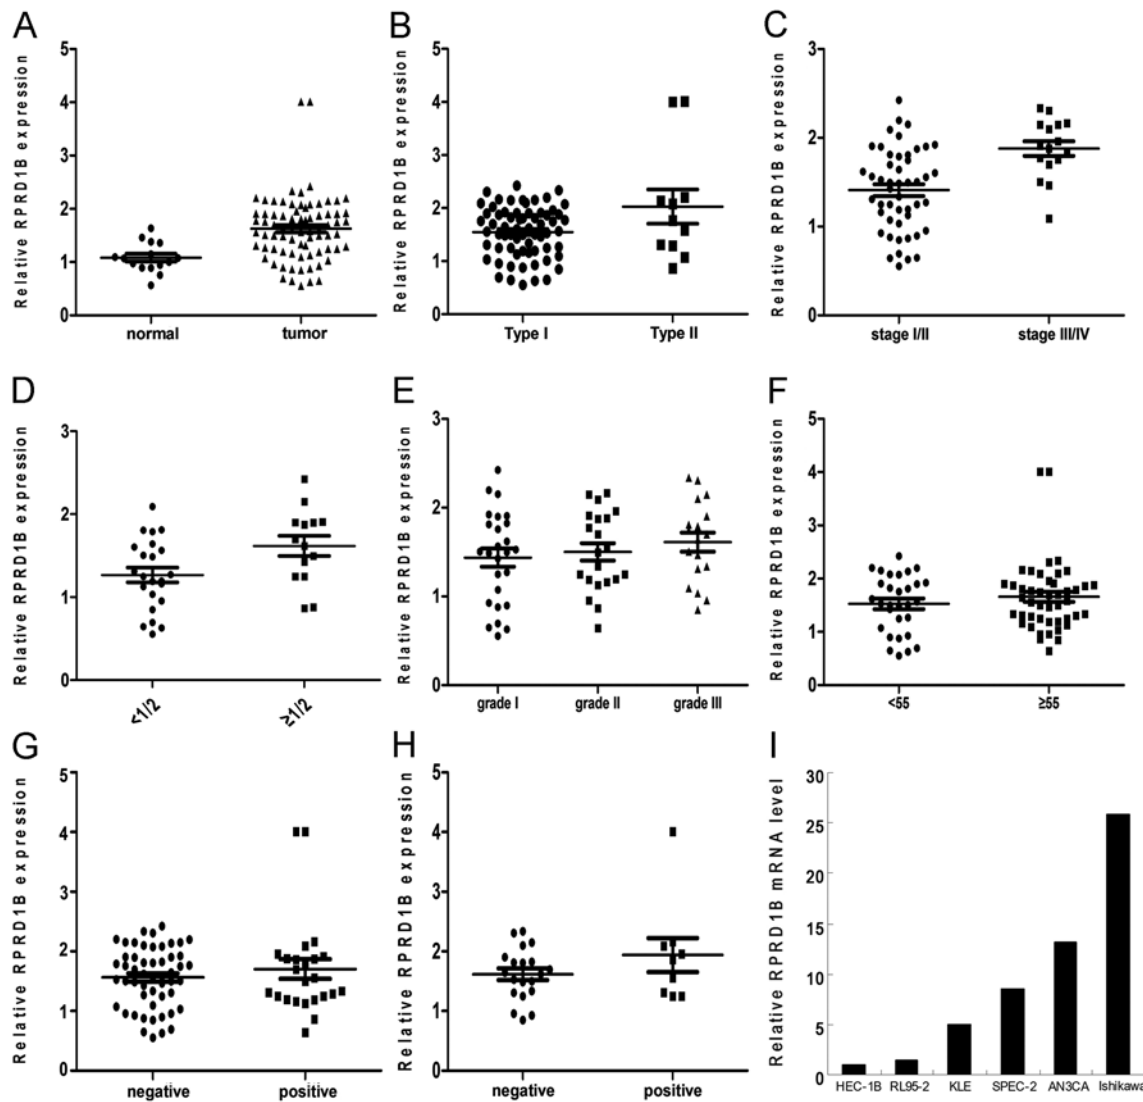 A
Relative RPRD1B expression
5
4
3
2
1
0
normal tumor
B
Relative RPRD1B expression
5
4
3
2
1
0
Type I Type II
C
Relative RPRD1B expression
3
2
1
0
stage I/II stage III/IV
D
Relative RPRD1B expression
3
2
1
0
<1/2 ≥1/2
E
Relative RPRD1B expression
3
2
1
0
grade I grade II grade III
F
Relative RPRD1B expression
5
4
3
2
1
0
<55 ≥55
G
Relative RPRD1B expression
5
4
3
2
1
0
negative positive
H
Relative RPRD1B expression
5
4
3
2
1
0
negative positive
I
Relative RPRD1B mRNA level
30
25
20
15
10
5
0
HEC-1B RL95-2 KLE SPEC-2 AN3CA Ishikawa